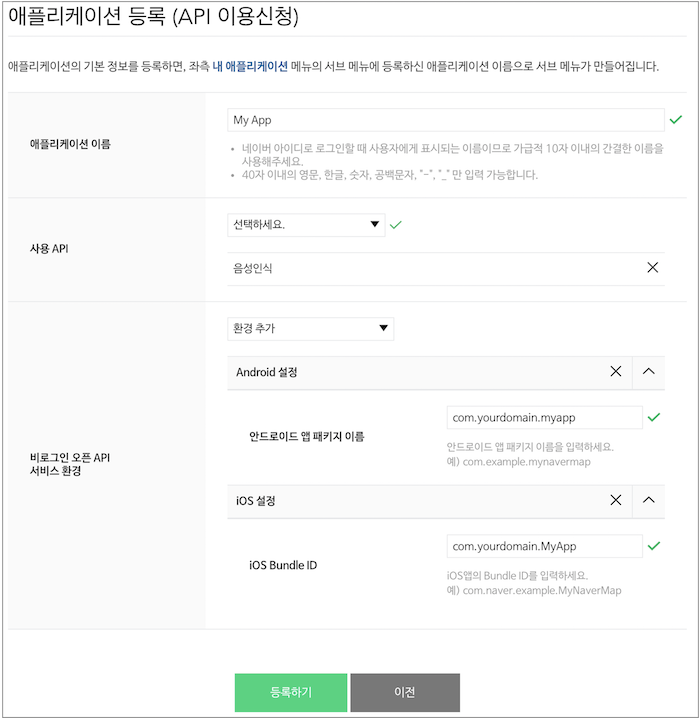 애플리케이션 등록 (API 이용신청)
애플리케이션의 기본 정보를 등록하면, 좌측 내 애플리케이션 메뉴의 서브 메뉴에 등록하신 애플리케이션 이름으로 서브 메뉴가 만들어집니다.
애플리케이션 이름
My App
• 네이버 아이디로 로그인할 때 사용자에게 표시되는 이름이므로 가급적 10자 이내의 간결한 이름을
사용해주세요.
• 40자 이내의 영문, 한글, 숫자, 공백문자, "-", "_" 만 입력 가능합니다.
사용 API
선택하세요.
음성인식
비로그인 오픈 API
서비스 환경
환경 추가
Android 설정
안드로이드 앱 패키지 이름
com.yourdomain.myapp
안드로이드 앱 패키지 이름을 입력하세요.
예) com.example.mynavermap
iOS 설정
iOS Bundle ID
com.yourdomain.MyApp
iOS앱의 Bundle ID를 입력하세요.
예) com.naver.example.MyNaverMap
등록하기
이전